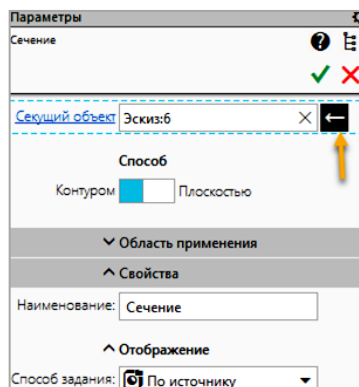 Параметры
Сечение
Секущий объект Эскиз:6
Способ
Контуром Плоскостью
Область применения
Свойства
Наименование: Сечение
Отображение
Способ задания: По источнику